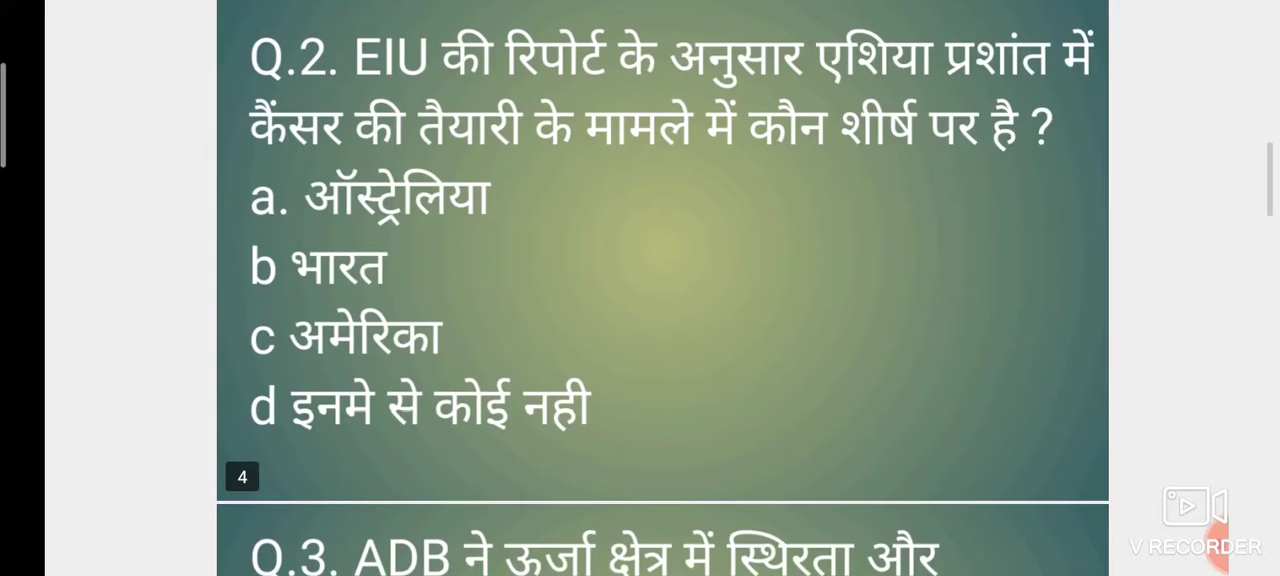 Q.2. EIU की रिपोर्ट के अनुसार एशिया प्रशांत में
कैंसर की तैयारी के मामले में कौन शीर्ष पर है ?
a. ऑस्ट्रेलिया
b भारत
c अमेरिका
d इनमे से कोई नही
4
Q.3. ADB ने ऊर्जा क्षेत्र में स्थिरता और
V RECORDER